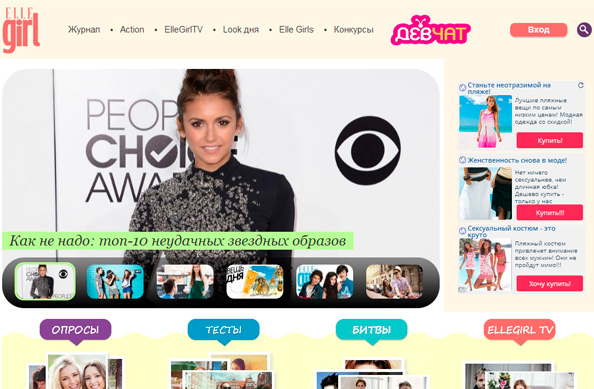 ELLE
girl
Журнал • Action • ElleGirlTV • Look дня • Elle Girls • Конкурсы
ДЕВЧАТ
Вход
PEOPLE'S
CHOICE
AWARDS
Как не надо: топ-10 неудачных звездных образов
Станьте неотразимой на
пляже!
Лучшие пляжные
вещи по самым
низким ценам! Модная
одежда со скидкой!
Купить!
Женственность снова в моде!
Нет ничего
сексуальнее, чем
длинная юбка!
Дешево купить -
только у нас
Купить!!!
Сексуальный костюм - это
круто
Пляжный костюм
привлечет внимание
всех мужчин! Они не
пройдут мимо!!!
Хочу купить!
ОПРОСЫ
ТЕСТЫ
БИТВЫ
ELLEGIRL TV